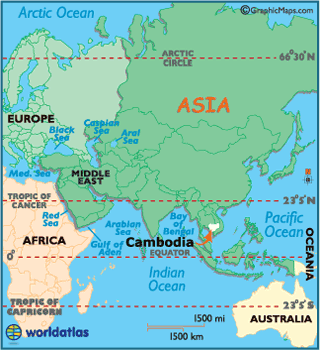 Arctic Ocean
©GraphicMaps.com
ARCTIC
CIRCLE
66°30'N
ASIA
EUROPE
Black
Sea
Caspian
Sea
Aral
Sea
Med. Sea
MIDDLE
EAST
TROPIC OF
CANCER
23°5'N
Red
Sea
Arabian
Sea
Bay
of
Bengal
Pacific
Ocean
AFRICA
Gulf of
Aden
Cambodia
EQUATOR
0°
0°
OCEANIA
Indian
Ocean
TROPIC OF
CAPRICORN
23°5'S
1500 mi
1500 km
AUSTRALIA
worldatlas